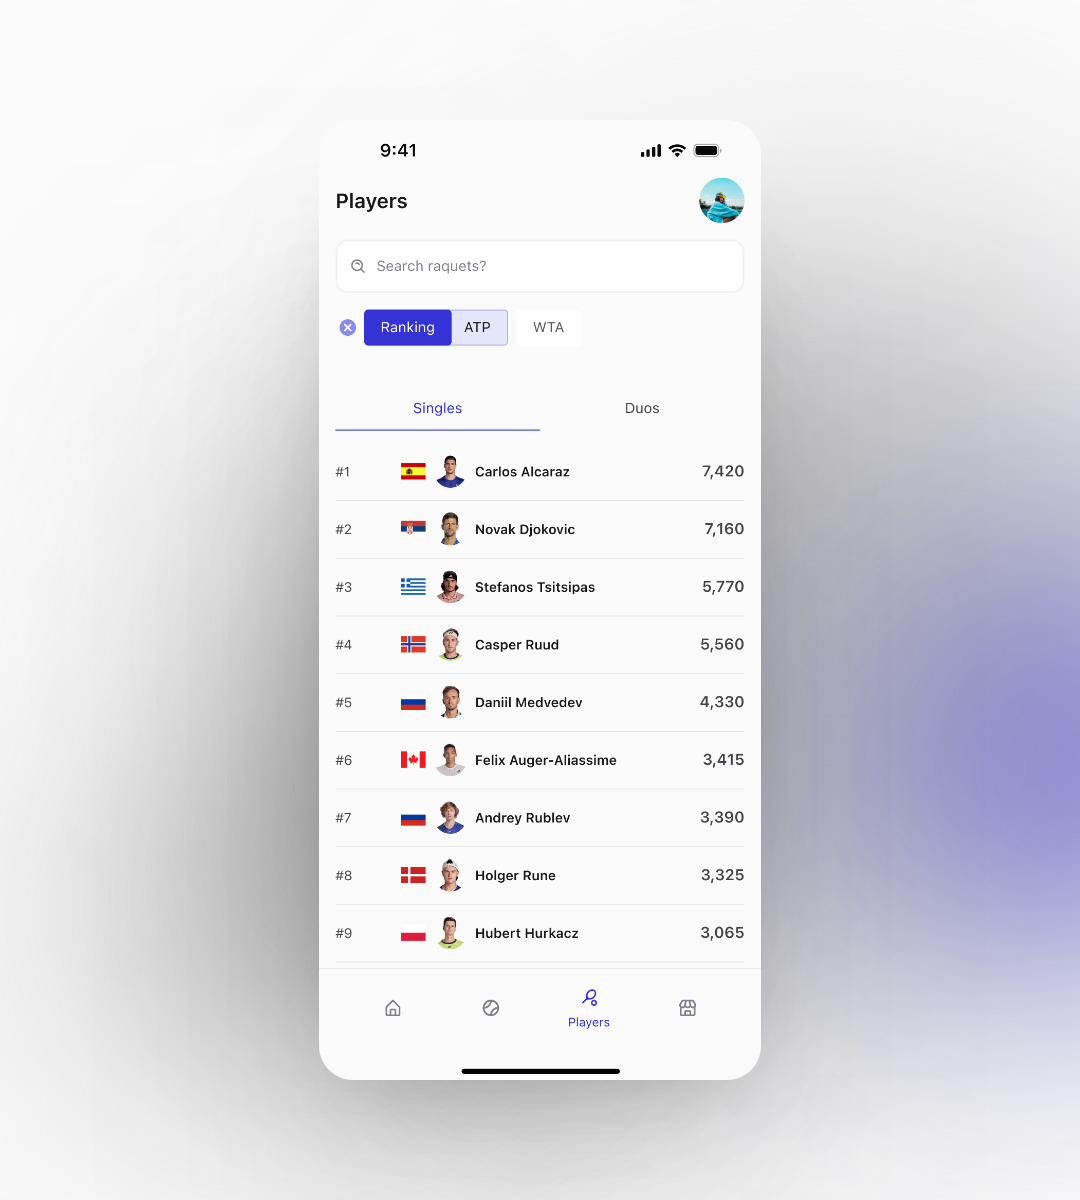 9:41
Players
Search raquets?
Ranking ATP WTA
Singles Duos
#1 Carlos Alcaraz 7,420
#2 Novak Djokovic 7,160
#3 Stefanos Tsitsipas 5,770
#4 Casper Ruud 5,560
#5 Daniil Medvedev 4,330
#6 Felix Auger-Aliassime 3,415
#7 Andrey Rublev 3,390
#8 Holger Rune 3,325
#9 Hubert Hurkacz 3,065
Players